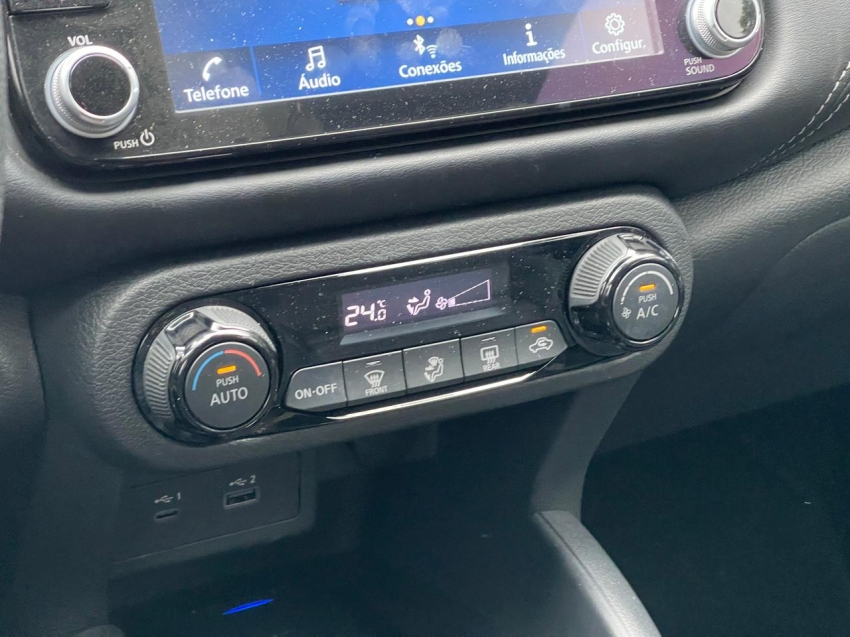 VOL
PUSH
Telefone
Áudio
Conexões
Informações
Configur.
PUSH
SOUND
24.0 °C
PUSH
AUTO
ON-OFF
FRONT
REAR
PUSH
A/C
1
2